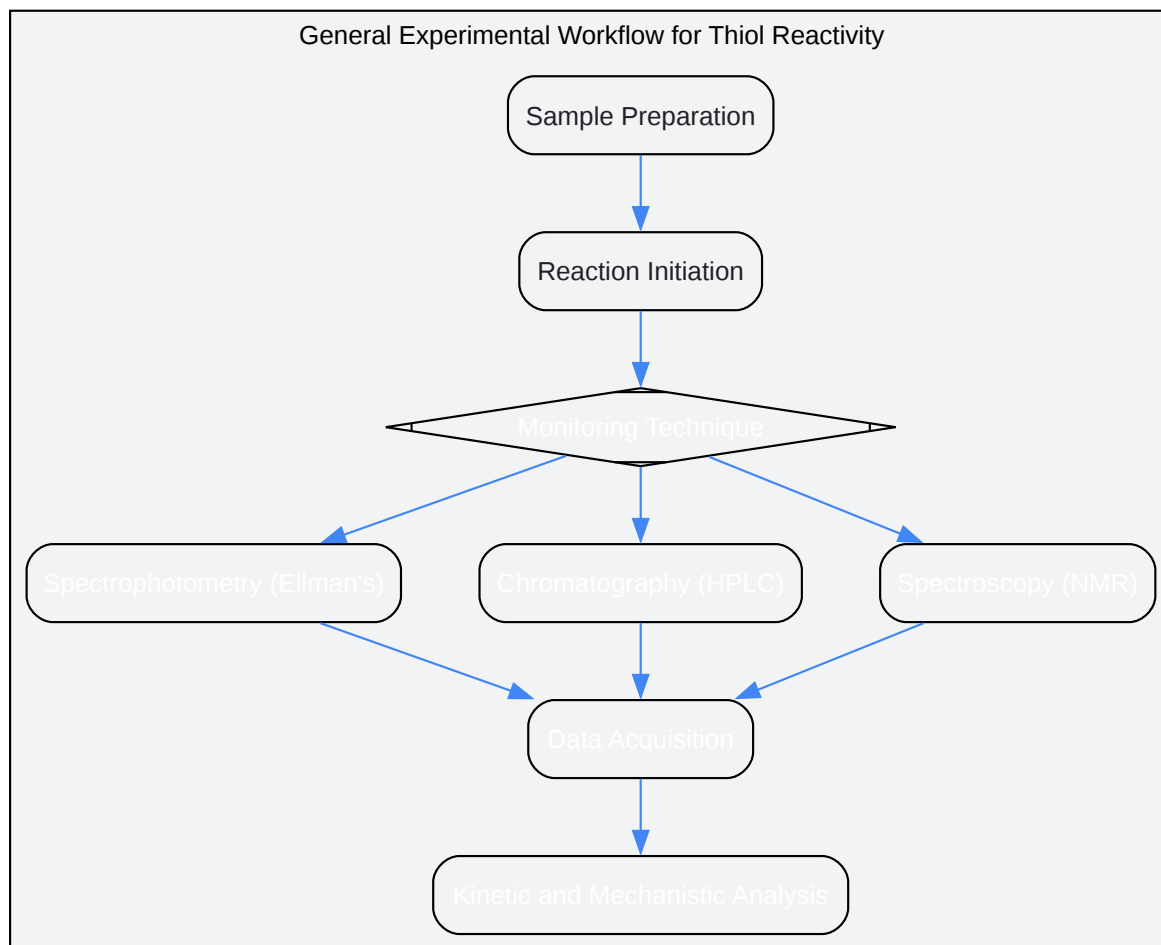 General Experimental Workflow for Thiol Reactivity
Sample Preparation
Reaction Initiation
Monitoring Technique
Spectrophotometry (Ellman's)
Chromatography (HPLC)
Spectroscopy (NMR)
Data Acquisition
Kinetic and Mechanistic Analysis